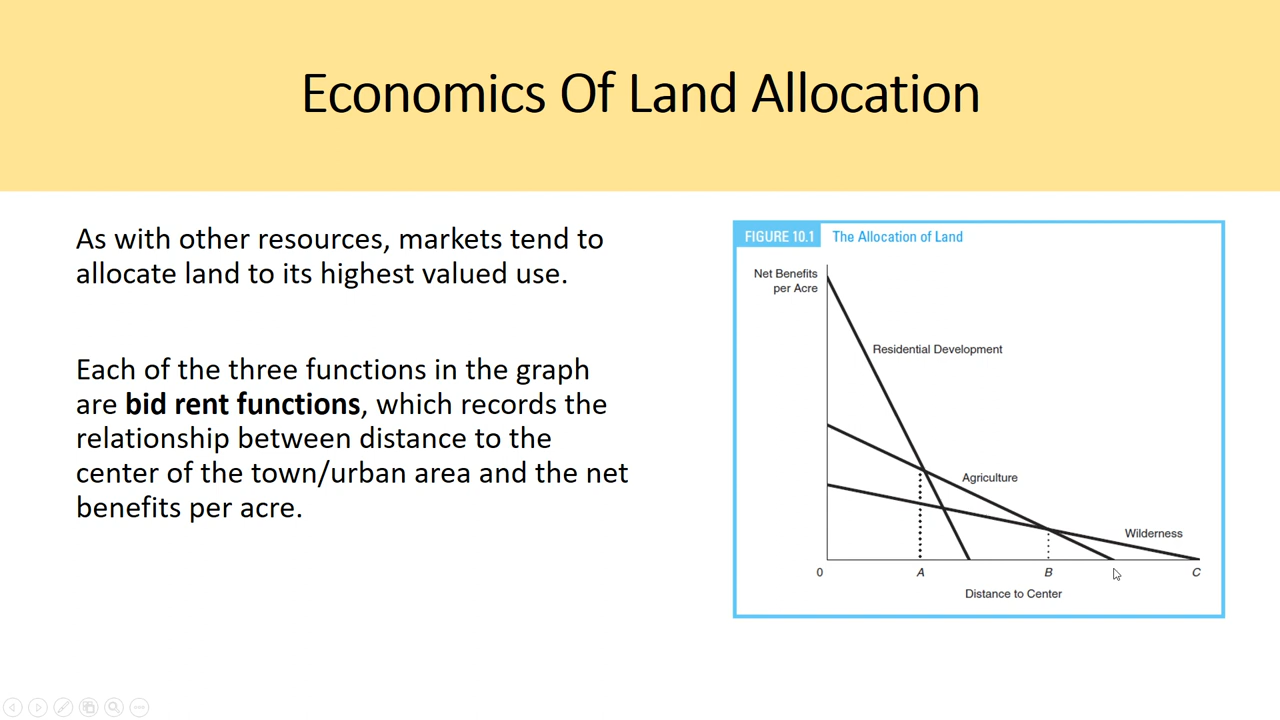 Economics Of Land Allocation
As with other resources, markets tend to
allocate land to its highest valued use.
Each of the three functions in the graph
are bid rent functions, which records the
relationship between distance to the
center of the town/urban area and the net
benefits per acre.
FIGURE 10.1 The Allocation of Land
Net Benefits
per Acre
Residential Development
Agriculture
Wilderness
0 A B C
Distance to Center